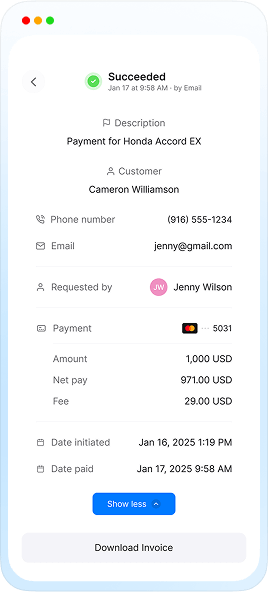 Succeeded
Jan 17 at 9:58 AM · by Email
Description
Payment for Honda Accord EX
Customer
Cameron Williamson
Phone number (916) 555-1234
Email jenny@gmail.com
Requested by JW Jenny Wilson
Payment ··· 5031
Amount 1,000 USD
Net pay 971.00 USD
Fee 29.00 USD
Date initiated Jan 16, 2025 1:19 PM
Date paid Jan 17, 2025 9:58 AM
Show less
Download Invoice